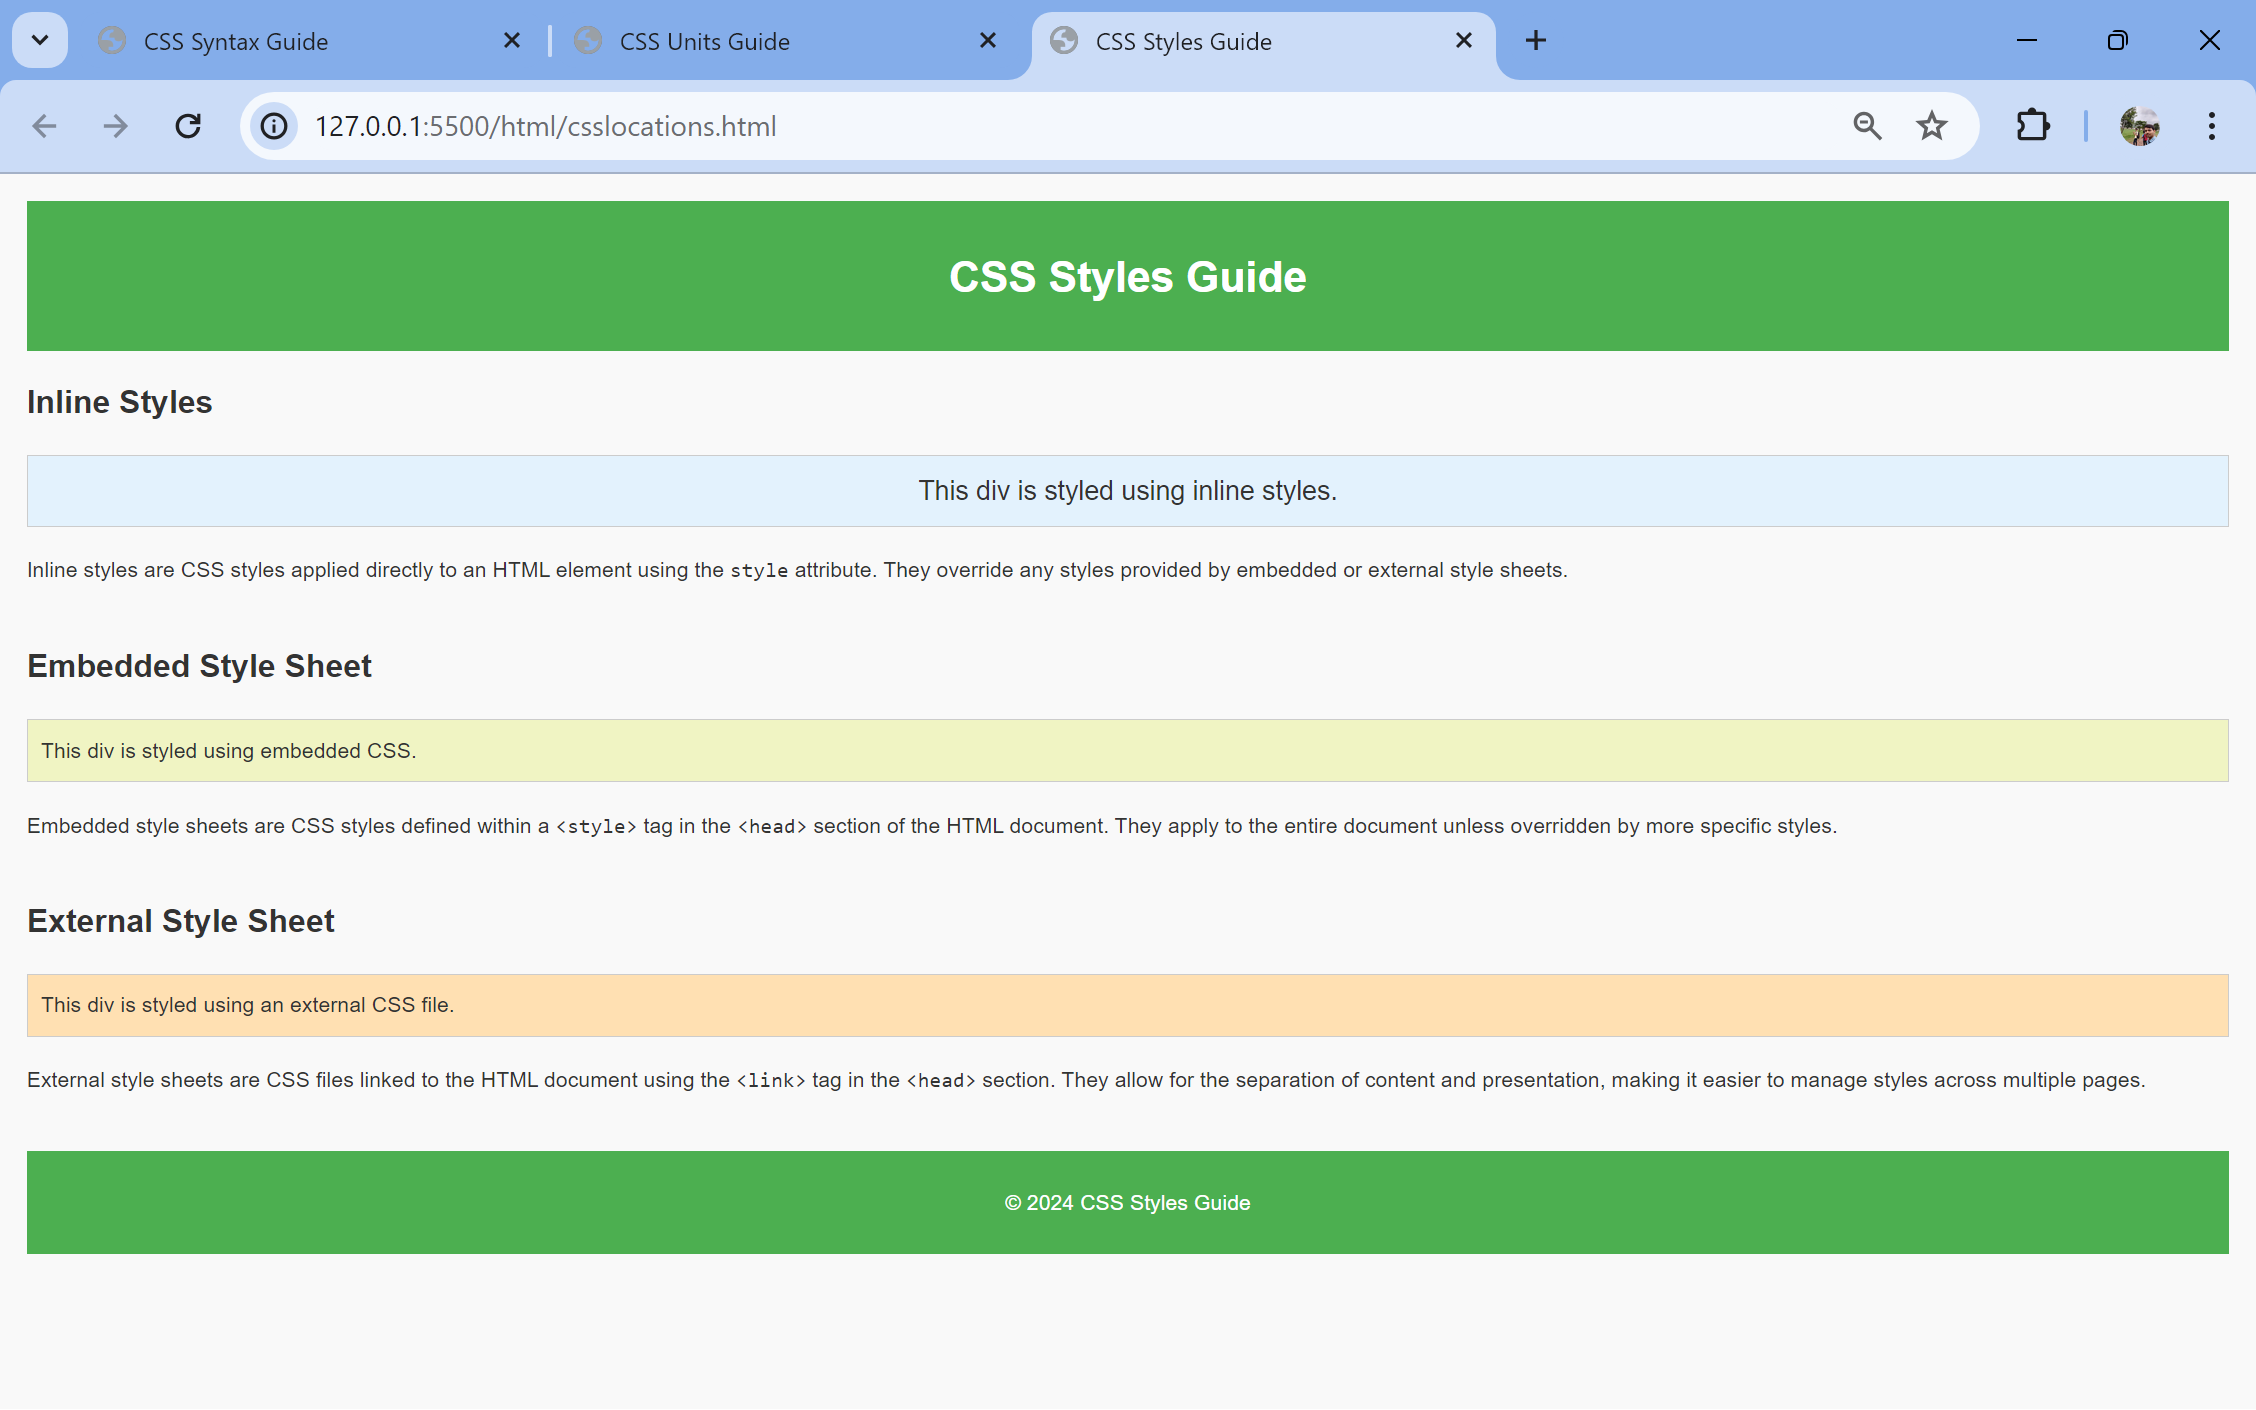 CSS Syntax Guide
CSS Units Guide
CSS Styles Guide
127.0.0.1:5500/html/csslocations.html
CSS Styles Guide
Inline Styles
This div is styled using inline styles.
Inline styles are CSS styles applied directly to an HTML element using the style attribute. They override any styles provided by embedded or external style sheets.
Embedded Style Sheet
This div is styled using embedded CSS.
Embedded style sheets are CSS styles defined within a <style> tag in the <head> section of the HTML document. They apply to the entire document unless overridden by more specific styles.
External Style Sheet
This div is styled using an external CSS file.
External style sheets are CSS files linked to the HTML document using the <link> tag in the <head> section. They allow for the separation of content and presentation, making it easier to manage styles across multiple pages.
© 2024 CSS Styles Guide